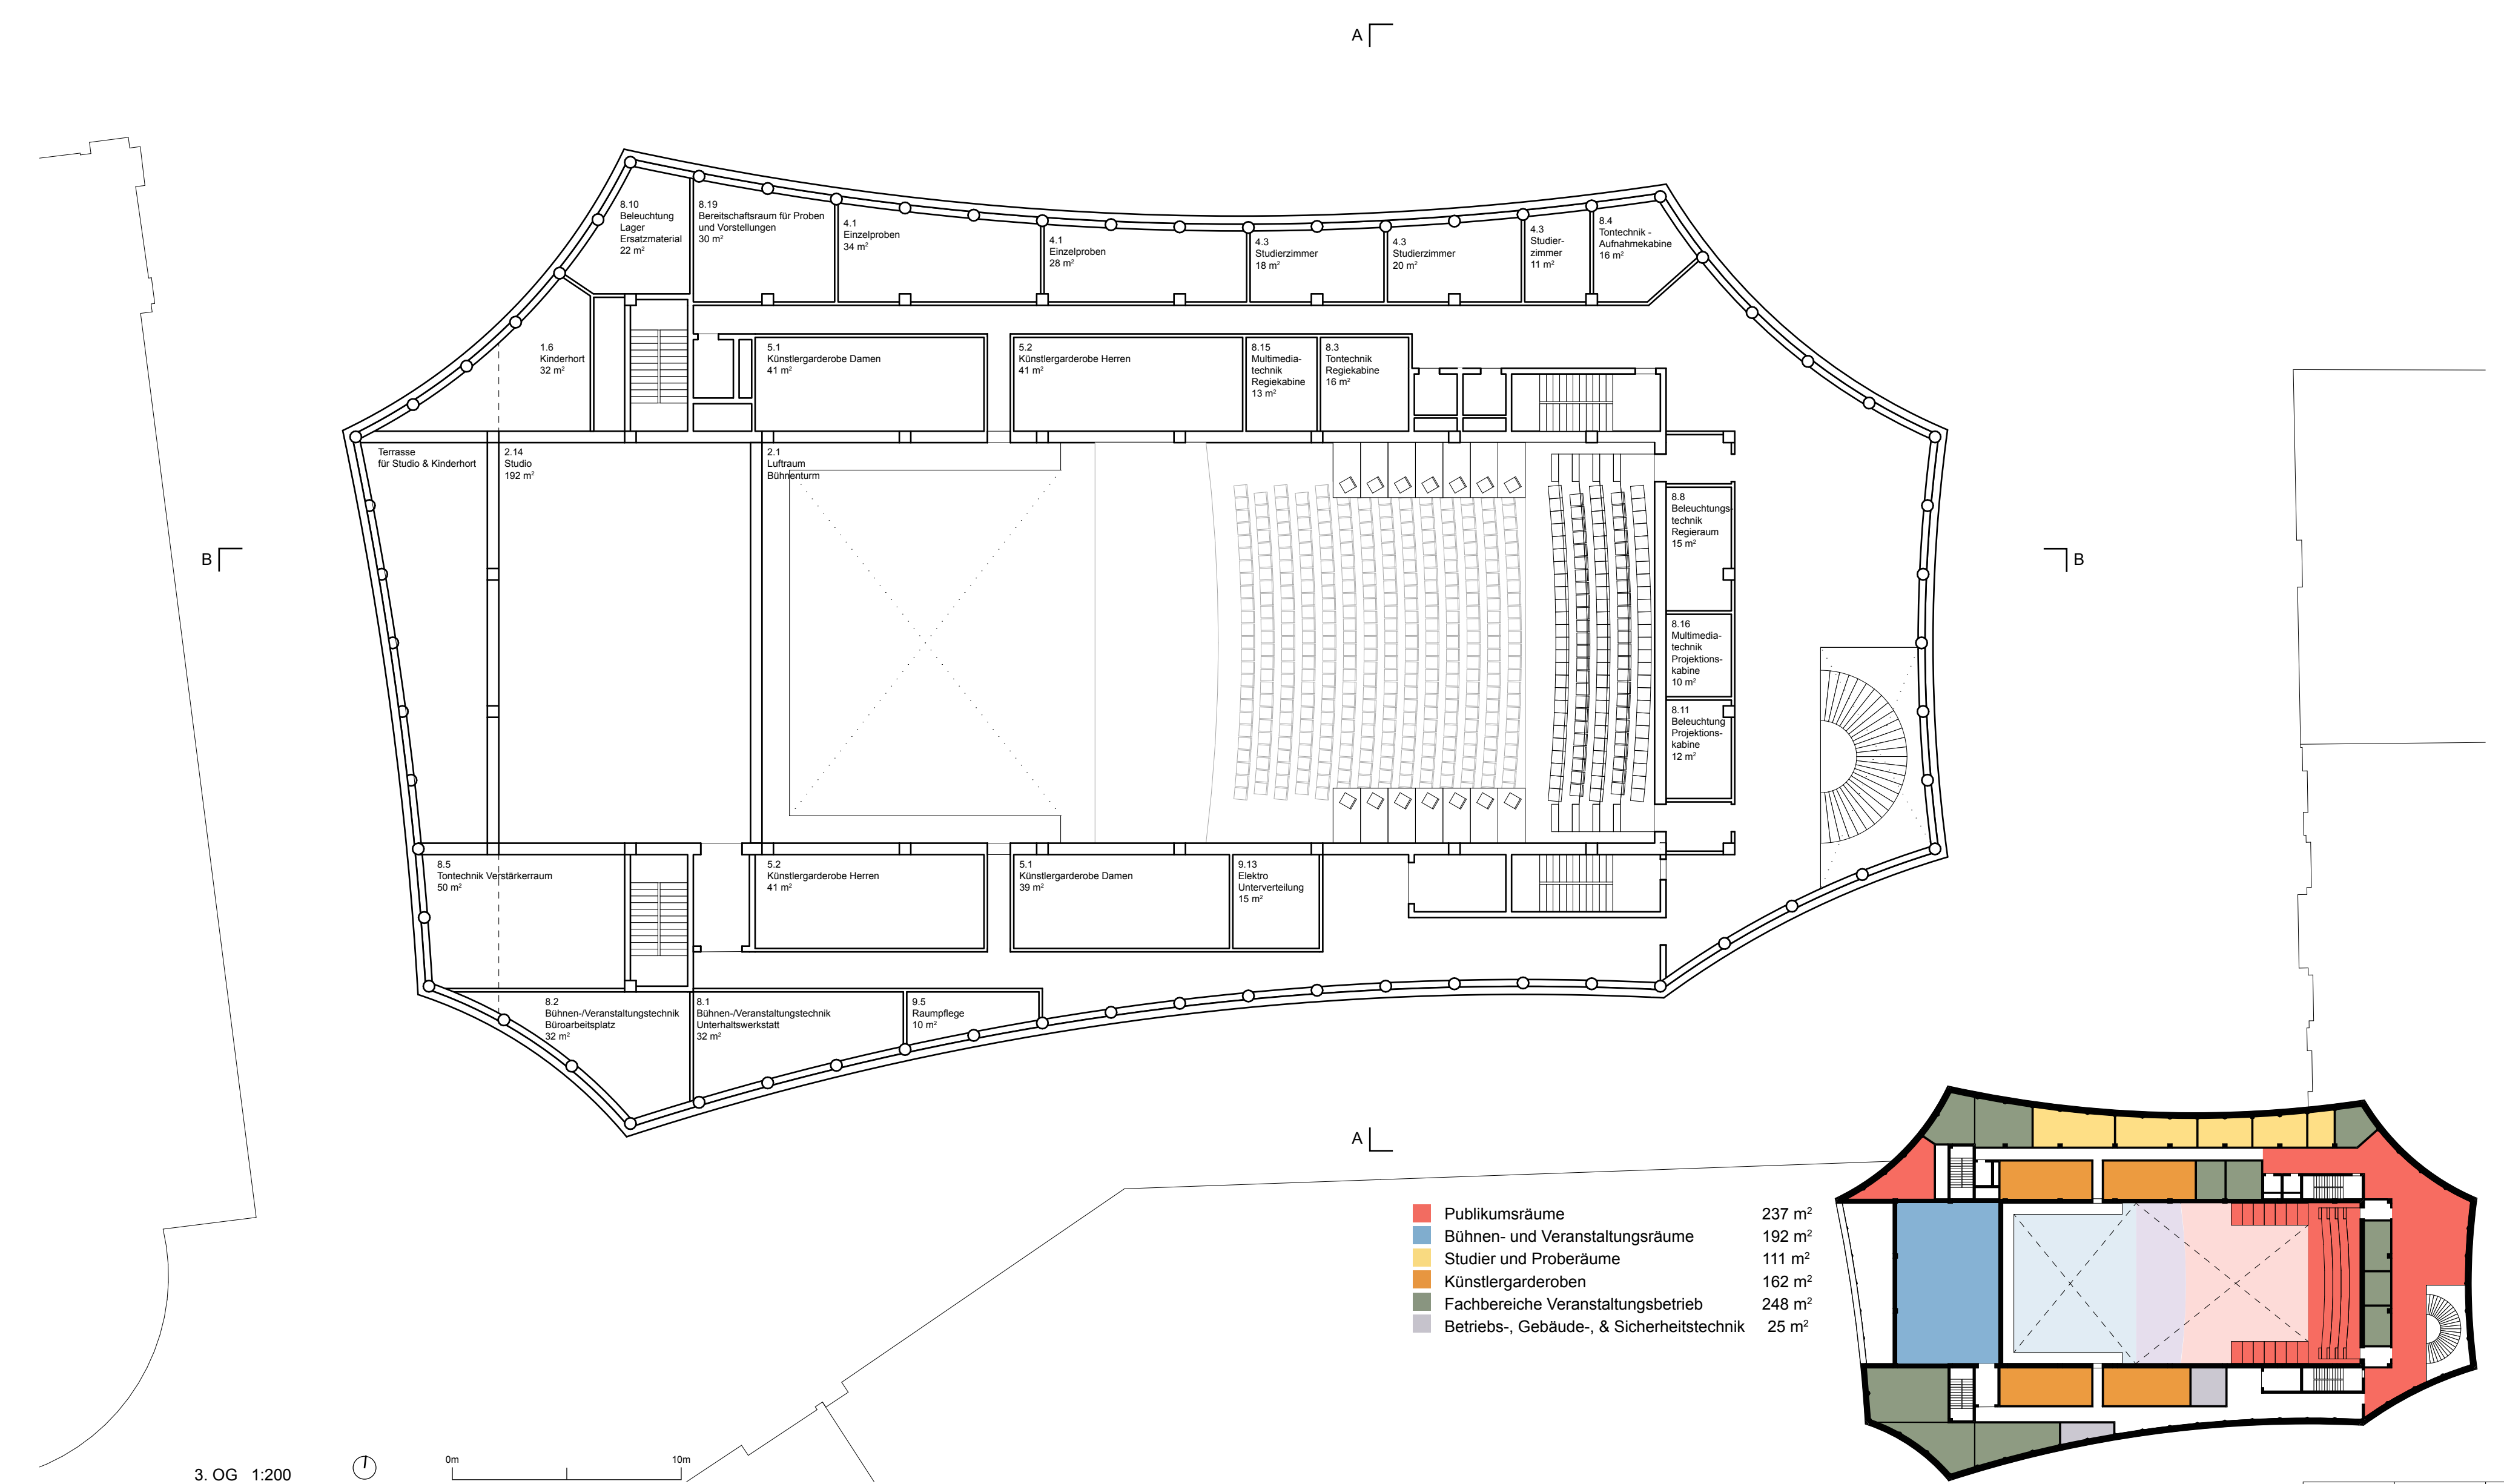 A
8.10
Beleuchtung
Lager
Ersatzmaterial
22 m²
8.19
Bereitschaftsraum für Proben
und Vorstellungen
30 m²
4.1
Einzelproben
34 m²
4.1
Einzelproben
28 m²
4.3
Studierzimmer
18 m²
4.3
Studierzimmer
20 m²
4.3
Studier-
zimmer
11 m²
8.4
Tontechnik -
Aufnahmekabine
16 m²
1.6
Kinderhort
32 m²
5.1
Künstlergarderobe Damen
41 m²
5.2
Künstlergarderobe Herren
41 m²
8.15
Multimedia-
technik
Regiekabine
13 m²
8.3
Tontechnik
Regiekabine
16 m²
Terrasse
für Studio & Kinderhort
2.14
Studio
192 m²
2.1
Luftraum
Bühnenturm
8.8
Beleuchtungs-
technik
Regieraum
15 m²
B
B
8.16
Multimedia-
technik
Projektions-
kabine
10 m²
8.11
Beleuchtung
Projektions-
kabine
12 m²
8.5
Tontechnik Verstärkerraum
50 m²
5.2
Künstlergarderobe Herren
41 m²
5.1
Künstlergarderobe Damen
39 m²
9.13
Elektro
Unterverteilung
15 m²
8.2
Bühnen-/Veranstaltungstechnik
Büroarbeitsplatz
32 m²
8.1
Bühnen-/Veranstaltungstechnik
Unterhaltswerkstatt
32 m²
9.5
Raumpflege
10 m²
A
Publikumsräume 237 m²
Bühnen- und Veranstaltungsräume 192 m²
Studier und Proberäume 111 m²
Künstlergarderoben 162 m²
Fachbereiche Veranstaltungsbetrieb 248 m²
Betriebs-, Gebäude-, & Sicherheitstechnik 25 m²
0m 10m
3. OG 1:200